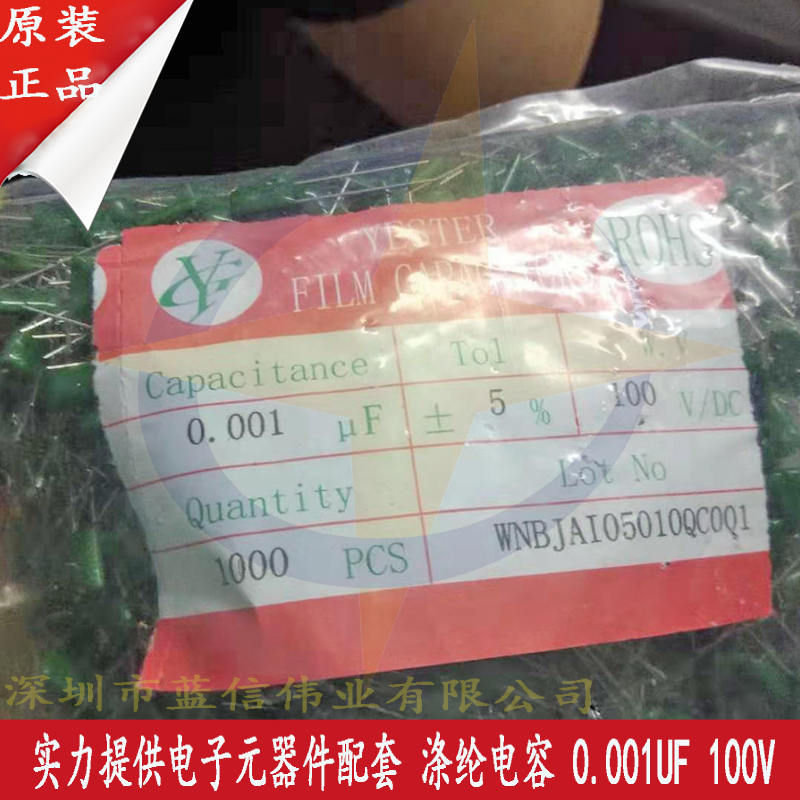 原装
正品
YESTER
FILM CAPACITOR
ROHS
Capacitance
Tol
W.V
0.001 μF
± 5 %
100 V/DC
Quantity
Lot No
1000 PCS
WNBJAI05010QC0Q1
深圳市蓝信伟业有限公司
实力提供电子元器件配套 涤纶电容 0.001UF 100V